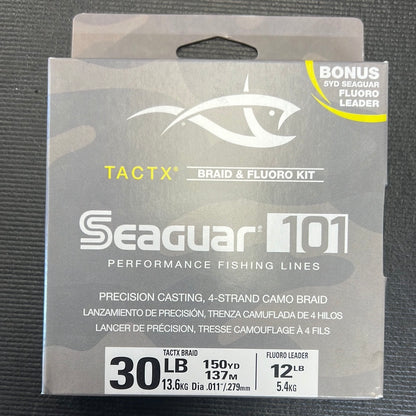 BONUS
5YD SEAGUAR
FLUORO
LEADER
TACTX® BRAID & FLUORO KIT
SEAGUAR® 101
PERFORMANCE FISHING LINES
PRECISION CASTING, 4-STRAND CAMO BRAID
LANZAMIENTO DE PRECISIÓN, TRENZA CAMUFLADA DE 4 HILOS
LANCER DE PRÉCISION, TRESSE CAMOUFLAGE À 4 FILS
TACTX BRAID
30LB 150YD
137M
13.6KG Dia .011"/.279mm
FLUORO LEADER
12LB
5.4KG